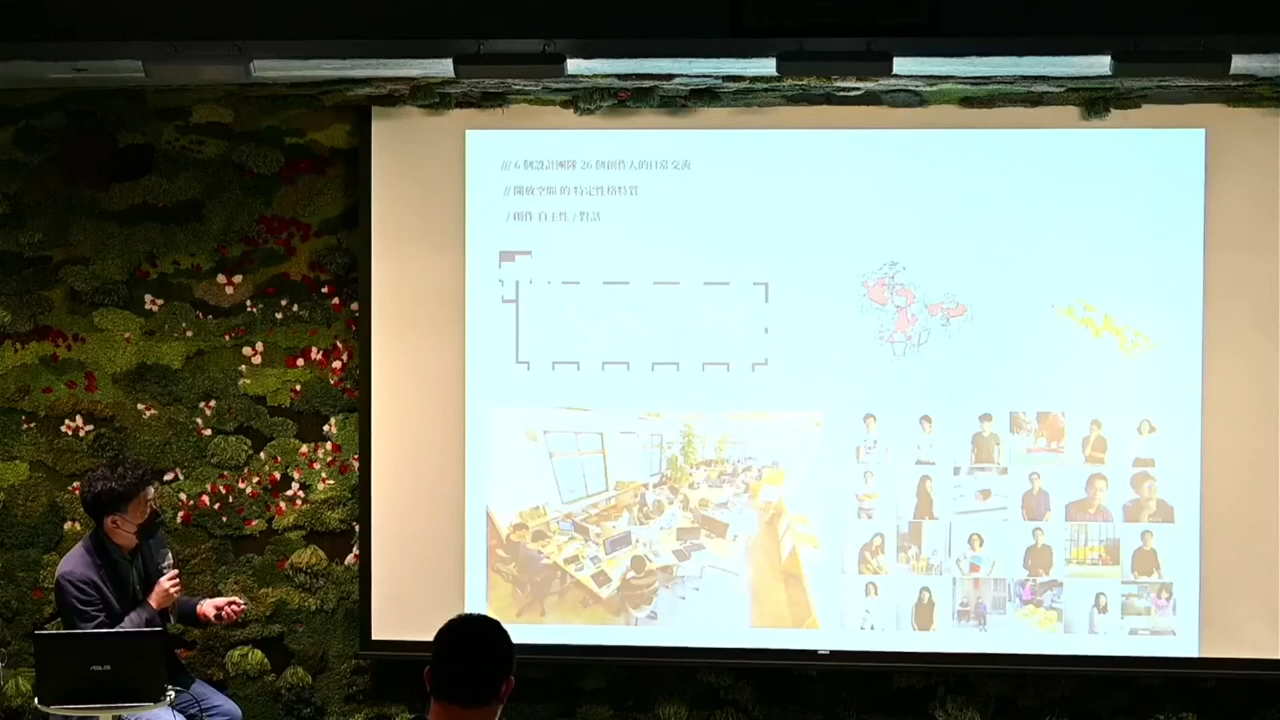 /// 6 個設計團隊 26 個創作人的日常交流
// 開放空間 的 特定性格特質
/ 創作 自主性 / 對話
ASUS